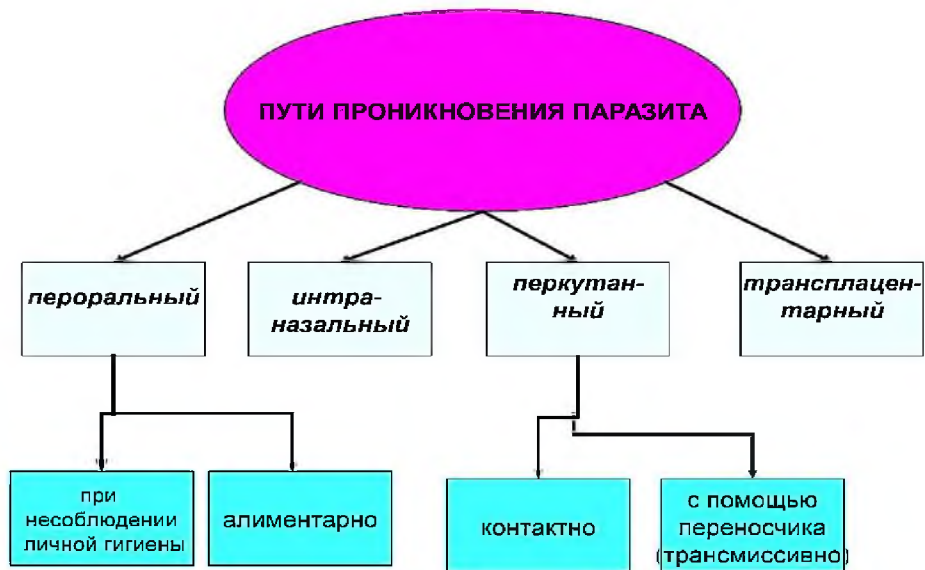 ПУТИ ПРОНИКНОВЕНИЯ ПАРАЗИТА
пероральный
интра-
назальный
перкутан-
ный
трансплацен-
тарный
при
несоблюдении
личной гигиены
алиментарно
контактно
с помощью
переносчика
(трансмиссивно)